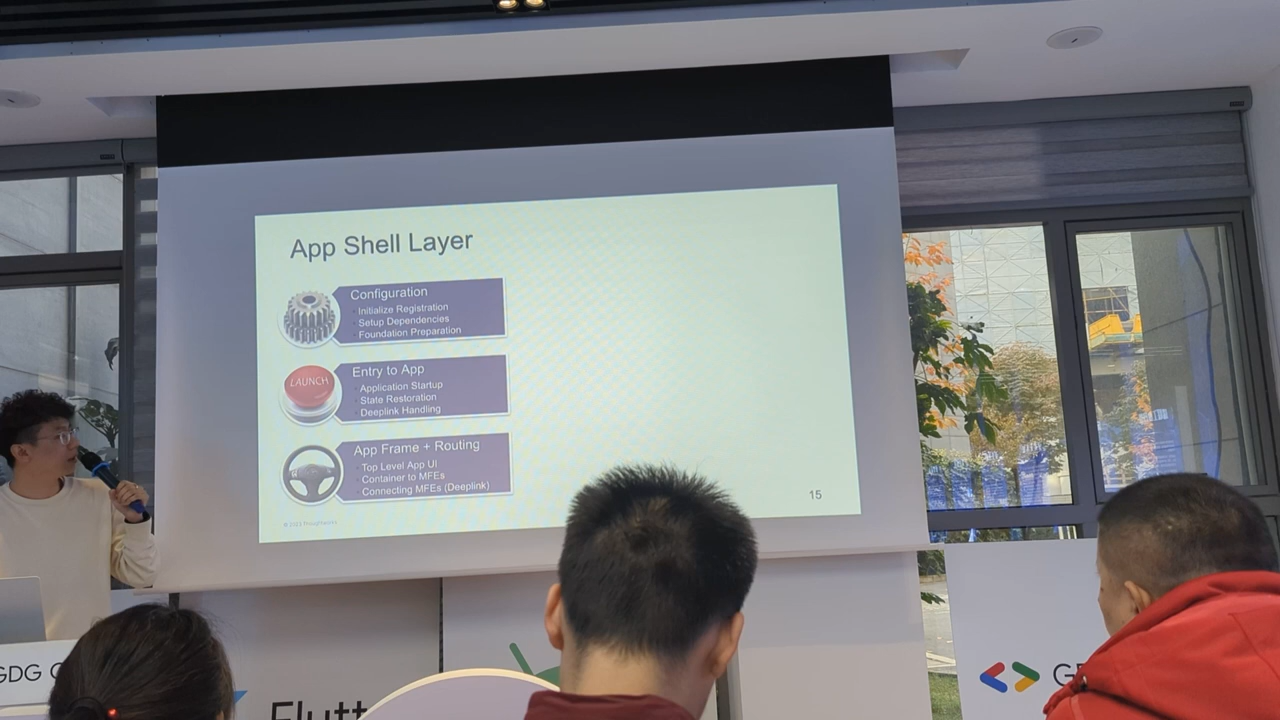 App Shell Layer
Configuration
Initialize Registration
Setup Dependencies
Foundation Preparation
LAUNCH
Entry to App
Application Startup
State Restoration
Deeplink Handling
App Frame + Routing
Top Level App UI
Container to MFEs
Connecting MFEs (Deeplink)
15
GDG
Flutt